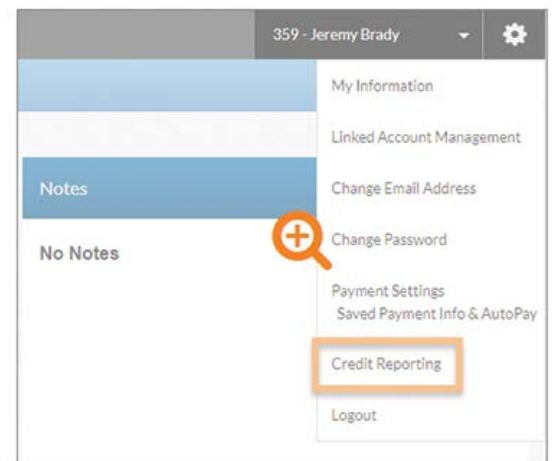 359 - Jeremy Brady
My Information
Linked Account Management
Notes
Change Email Address
No Notes
Change Password
Payment Settings
Saved Payment Info & AutoPay
Credit Reporting
Logout